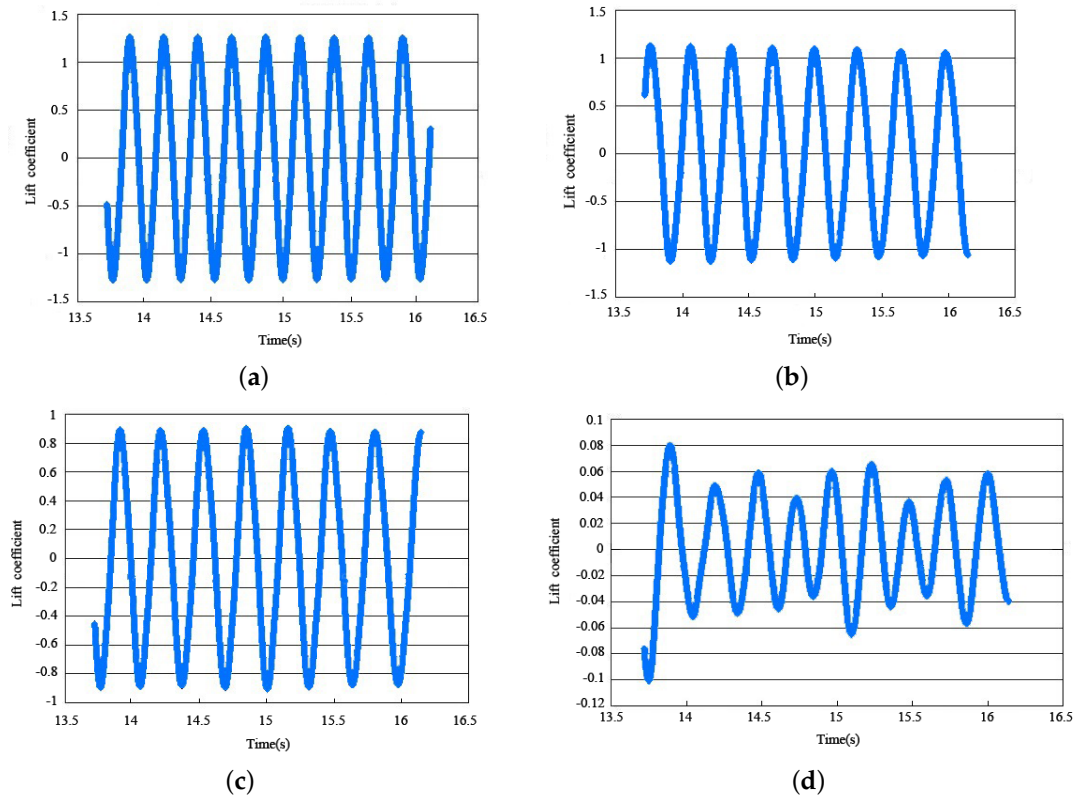 1.5
1
0.5
0
-0.5
-1
-1.5
Lift coefficient
13.5 14 14.5 15 15.5 16 16.5
Time(s)
(a)
1.5
1
0.5
0
-0.5
-1
-1.5
Lift coefficient
13.5 14 14.5 15 15.5 16 16.5
Time(s)
(b)
1
0.8
0.6
0.4
0.2
0
-0.2
-0.4
-0.6
-0.8
-1
Lift coefficient
13.5 14 14.5 15 15.5 16 16.5
Time(s)
(c)
0.1
0.08
0.06
0.04
0.02
0
-0.02
-0.04
-0.06
-0.08
-0.1
-0.12
Lift coefficient
13.5 14 14.5 15 15.5 16 16.5
Time(s)
(d)